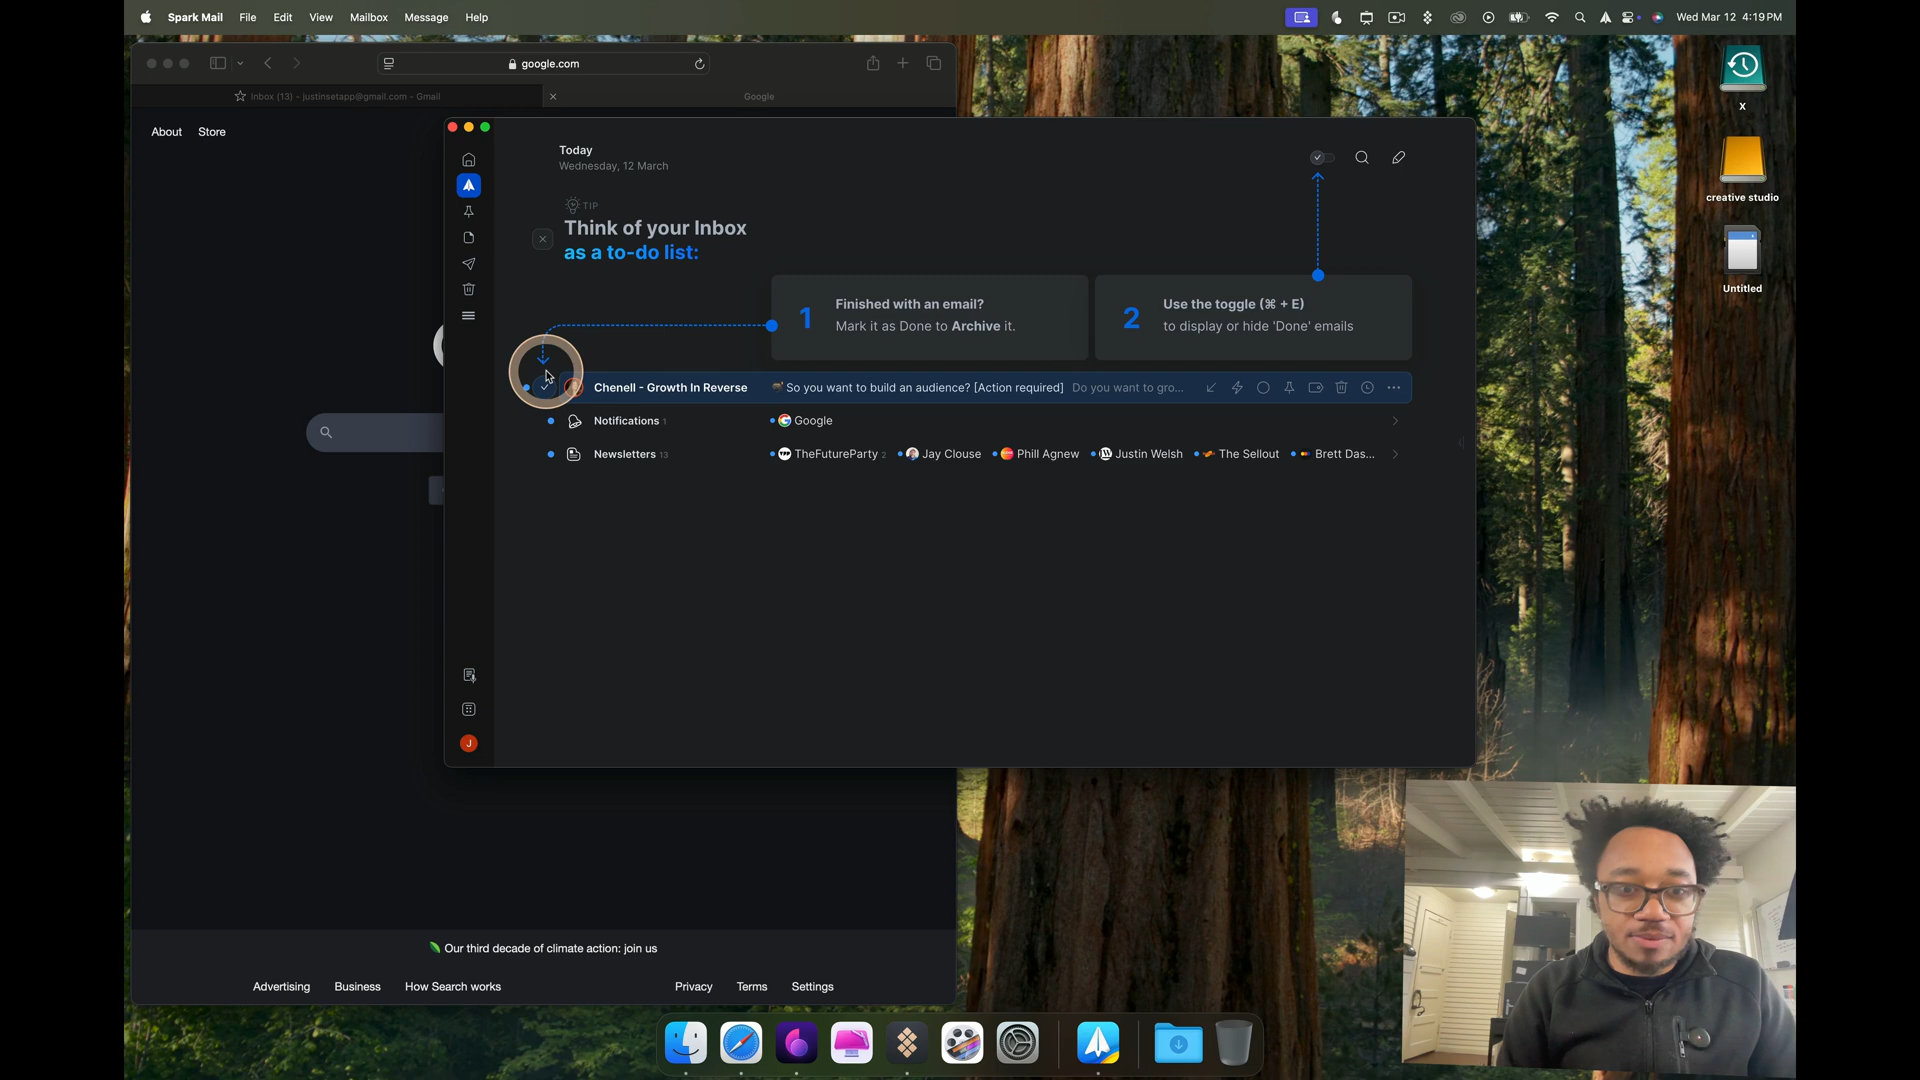 Spark Mail File Edit View Mailbox Message Help
Wed Mar 12 4:19 PM
google.com
Inbox (13) - justinsetapp@gmail.com - Gmail
Google
About Store
X
creative studio
Untitled
Today
Wednesday, 12 March
TIP
Think of your Inbox
as a to-do list:
1
Finished with an email?
Mark it as Done to Archive it.
2
Use the toggle (⌘ + E)
to display or hide 'Done' emails
Chenell - Growth In Reverse So you want to build an audience? [Action required] Do you want to gro...
Notifications 1 Google
Newsletters 13 TheFutureParty 2 Jay Clouse Phill Agnew Justin Welsh The Sellout Brett Das...
J
Our third decade of climate action: join us
Advertising Business How Search works Privacy Terms Settings